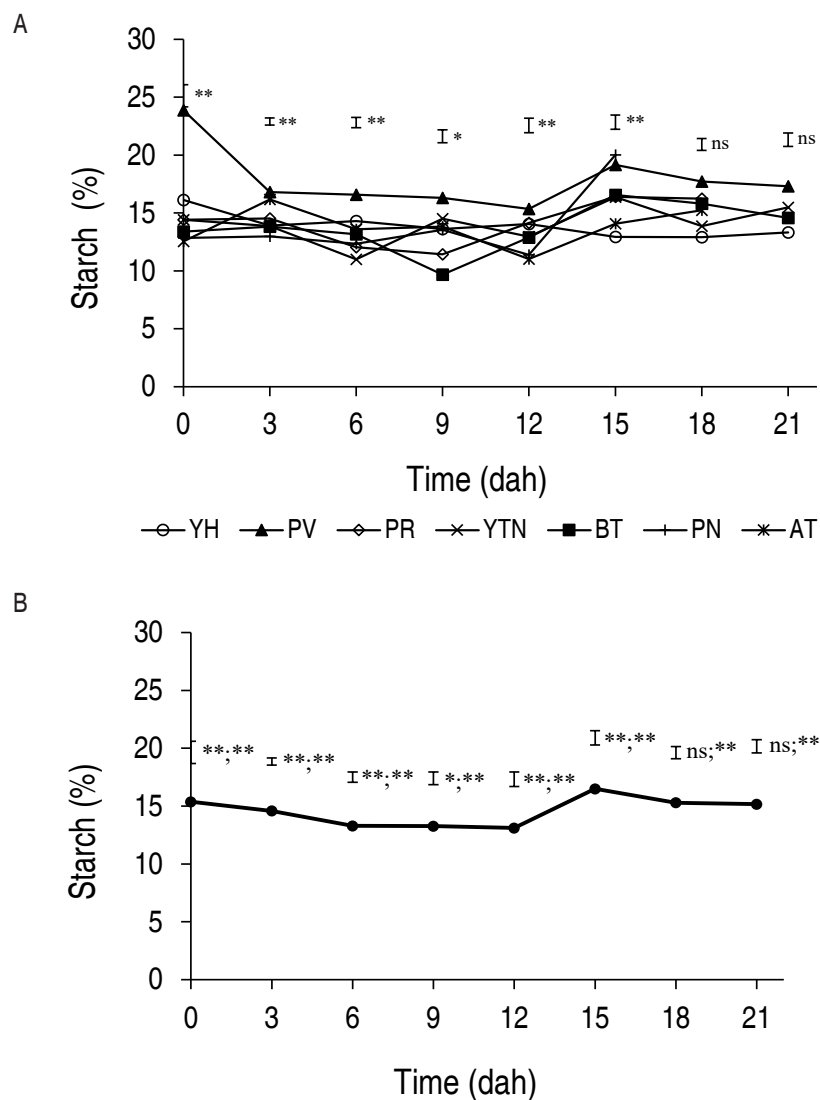 A
30
25
20
15
10
5
0
Starch (%)
** ** ** * ** ** ns ns
0 3 6 9 12 15 18 21
Time (dah)
YH PV PR YTN BT PN AT
B
30
25
20
15
10
5
0
Starch (%)
**;** **;** **;** *;** **;** **;** ns;** ns;**
0 3 6 9 12 15 18 21
Time (dah)